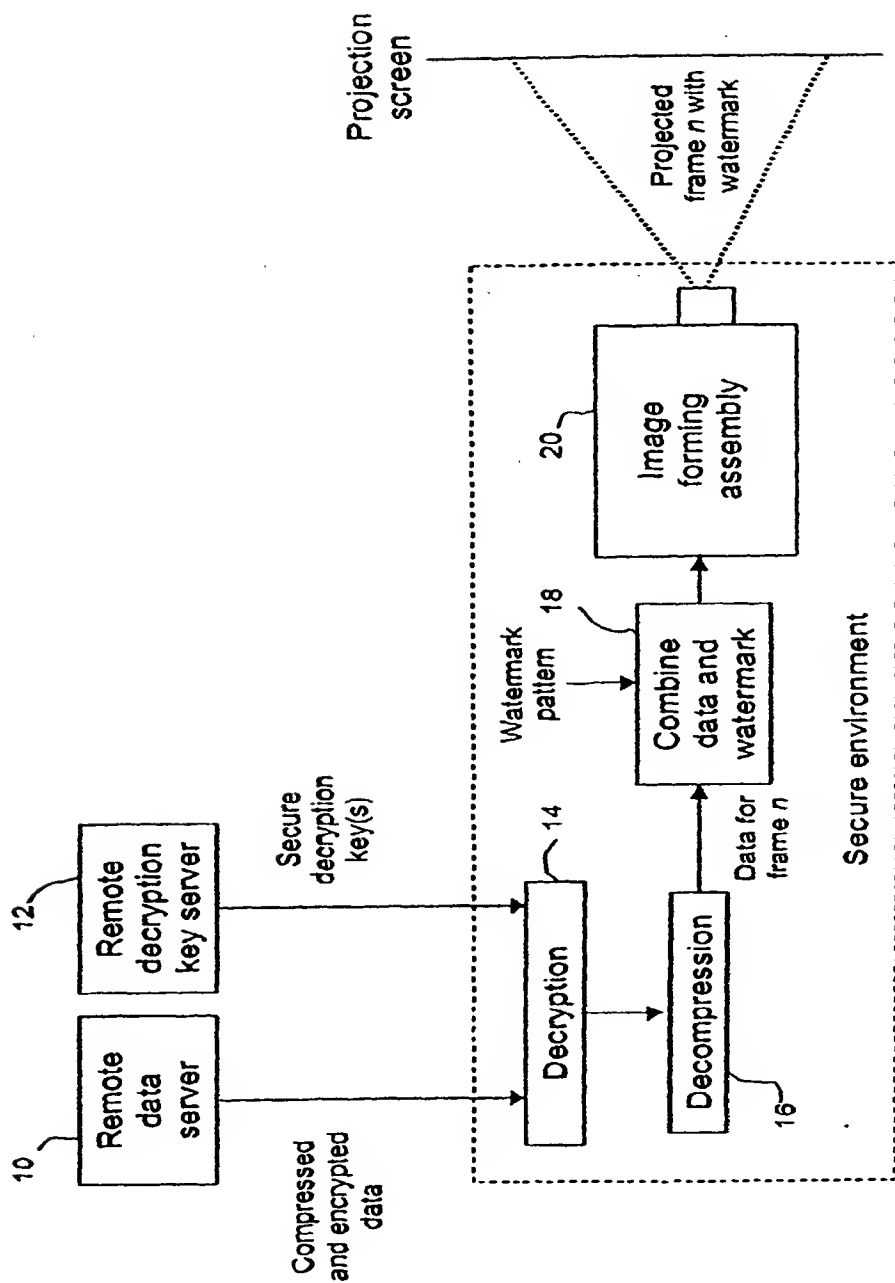 10
Remote
data
server
12
Remote
decryption
key server
Compressed
and encrypted
data
Secure
decryption
key(s)
Decryption
14
Decompression
16
Data for
frame n
Watermark
pattern
18
Combine
data and
watermark
20
Image
forming
assembly
Secure environment
Projected
frame n with
watermark
Projection
screen